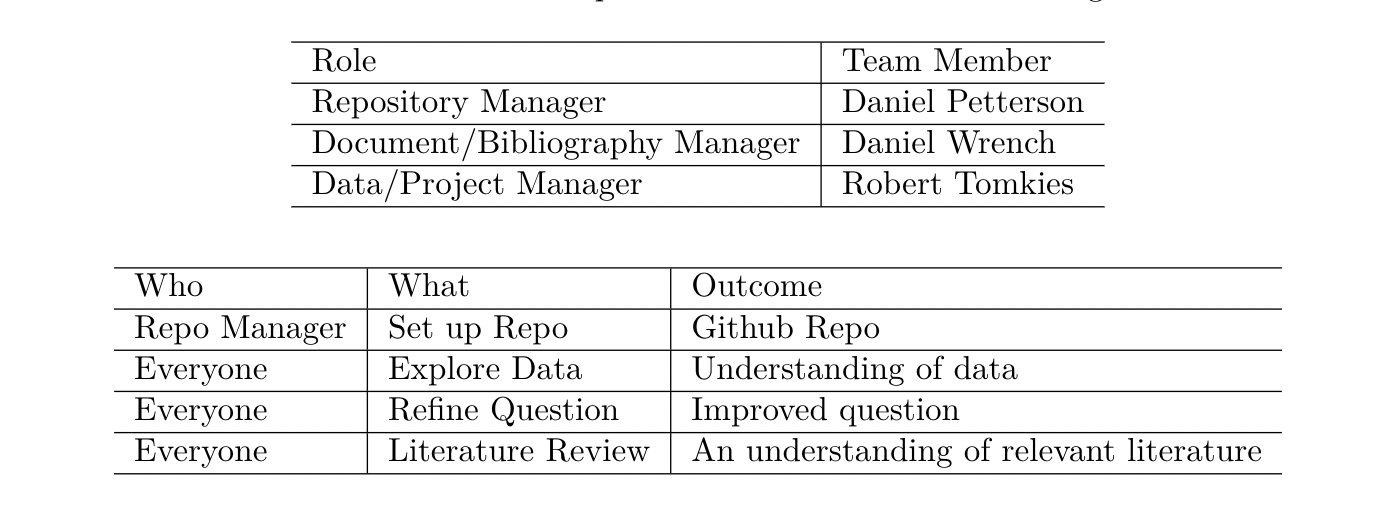 Role Team Member
Repository Manager Daniel Petterson
Document/Bibliography Manager Daniel Wrench
Data/Project Manager Robert Tomkies
Who What Outcome
Repo Manager Set up Repo Github Repo
Everyone Explore Data Understanding of data
Everyone Refine Question Improved question
Everyone Literature Review An understanding of relevant literature